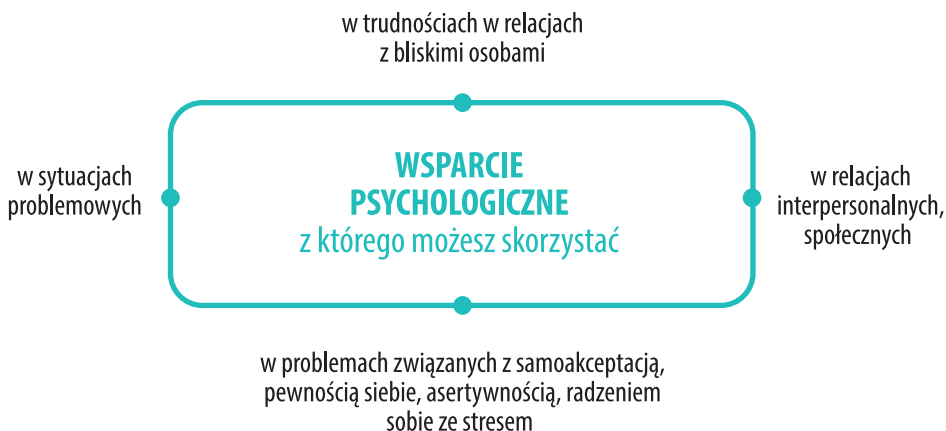 w trudnościach w relacjach
z bliskimi osobami
WSPARCIE
PSYCHOLOGICZNE
z którego możesz skorzystać
w sytuacjach
problemowych
w relacjach
interpersonalnych,
społecznych
w problemach związanych z samoakceptacją,
pewnością siebie, asertywnością, radzeniem
sobie ze stresem